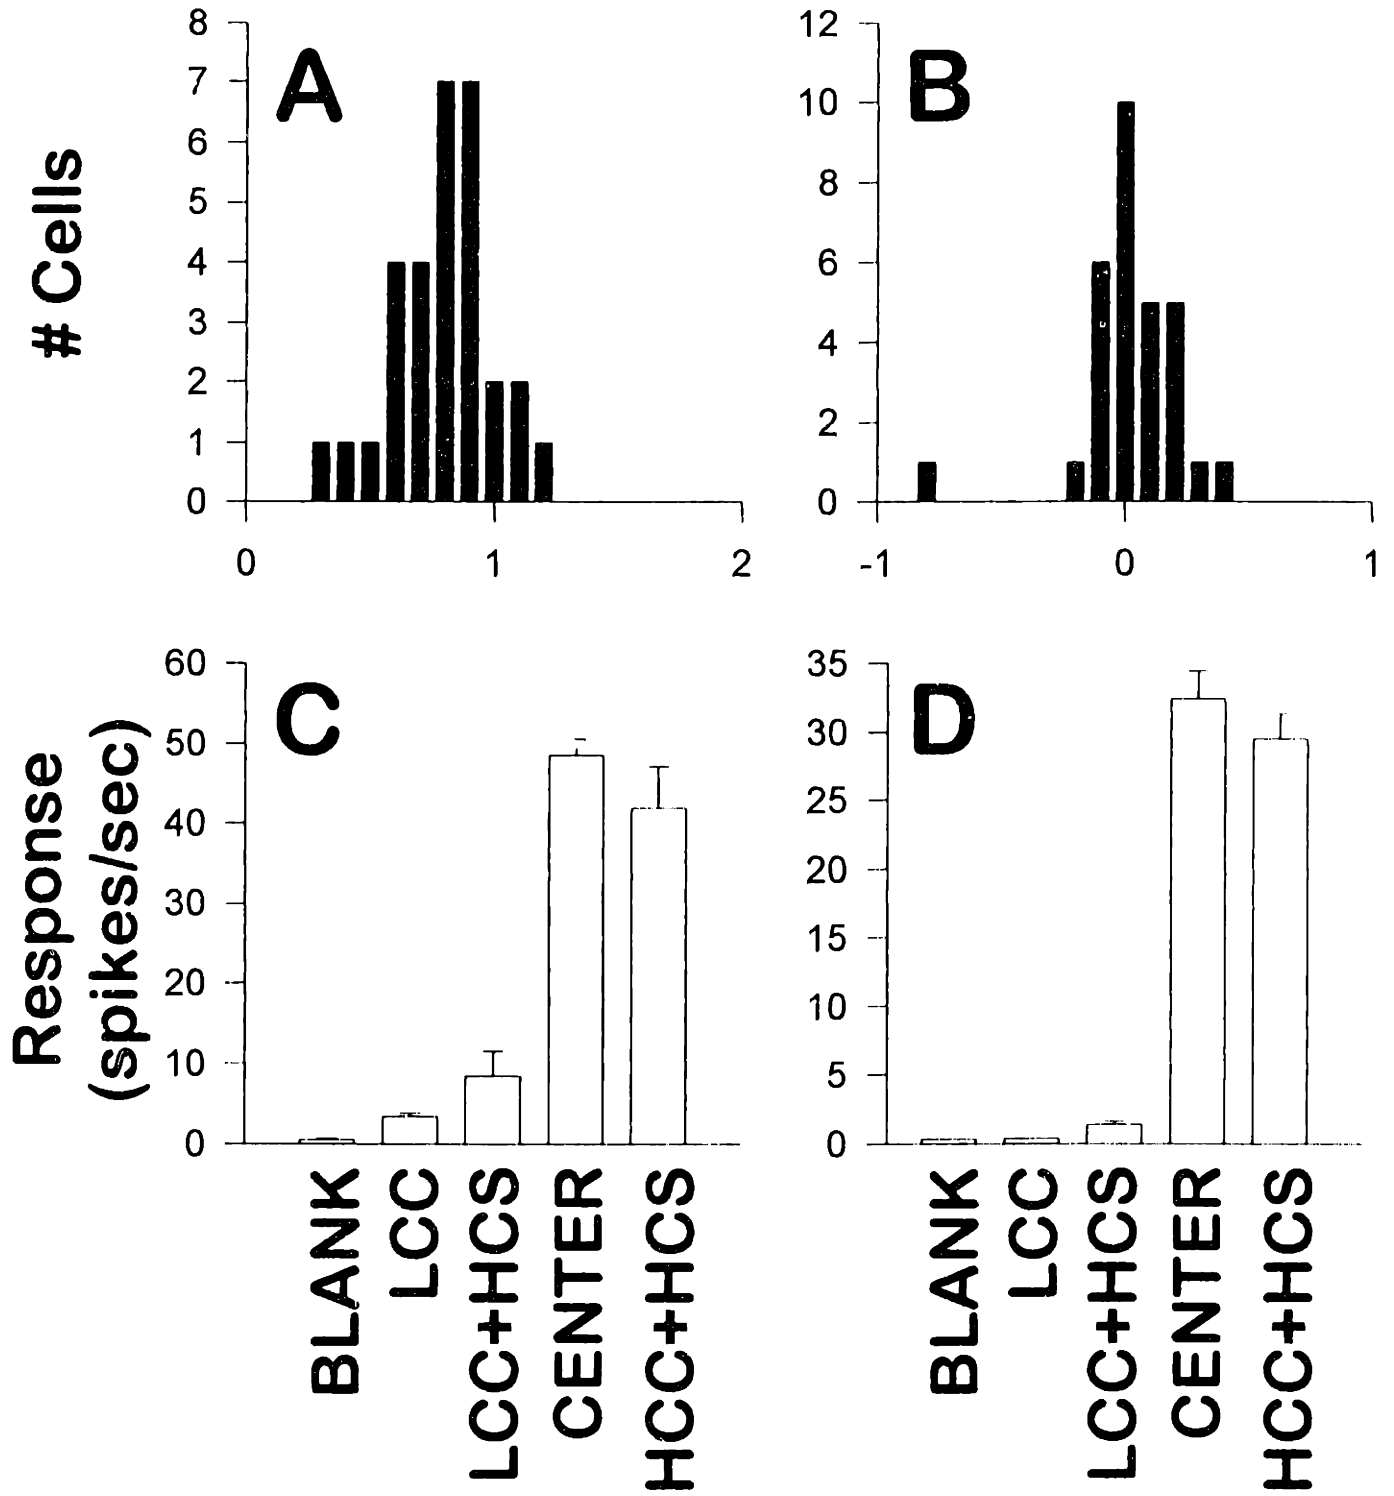 # Cells
A
8
7
6
5
4
3
2
1
0
0 1 2
B
12
10
8
6
4
2
0
-1 0 1
Response
(spikes/sec)
C
60
50
40
30
20
10
0
BLANK
LCC
LCC+HCS
CENTER
HCC+HCS
D
35
30
25
20
15
10
5
0
BLANK
LCC
LCC+HCS
CENTER
HCC+HCS